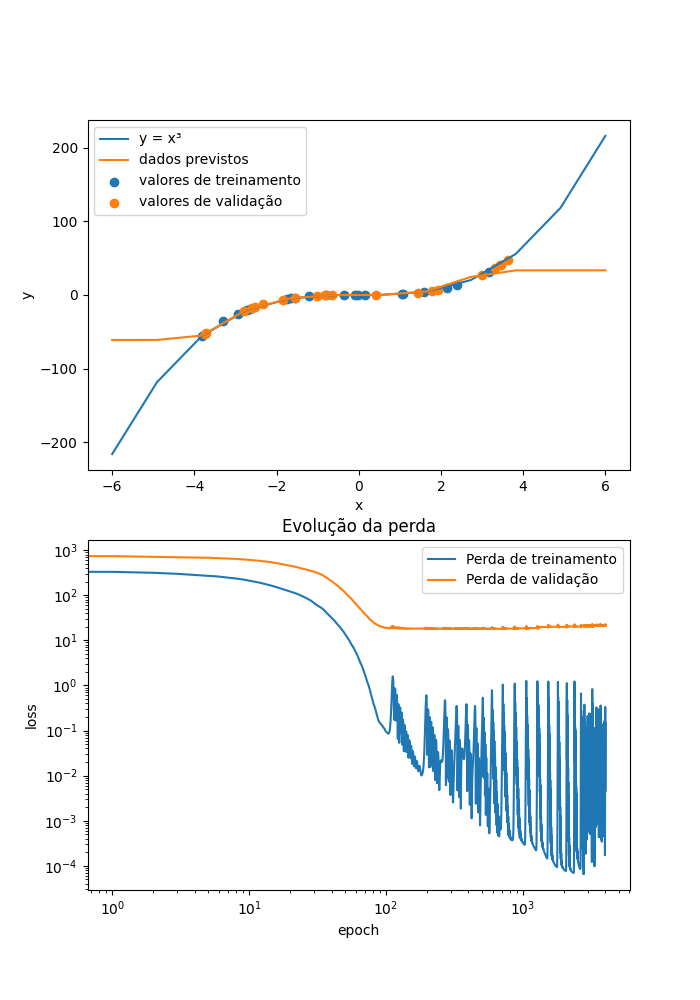 y = x³
dados previstos
valores de treinamento
valores de validação
200
100
0
−100
−200
y
−6 −4 −2 0 2 4 6
x
Evolução da perda
Perda de treinamento
Perda de validação
10³
10²
10¹
10⁰
10⁻¹
10⁻²
10⁻³
10⁻⁴
loss
10⁰ 10¹ 10² 10³
epoch